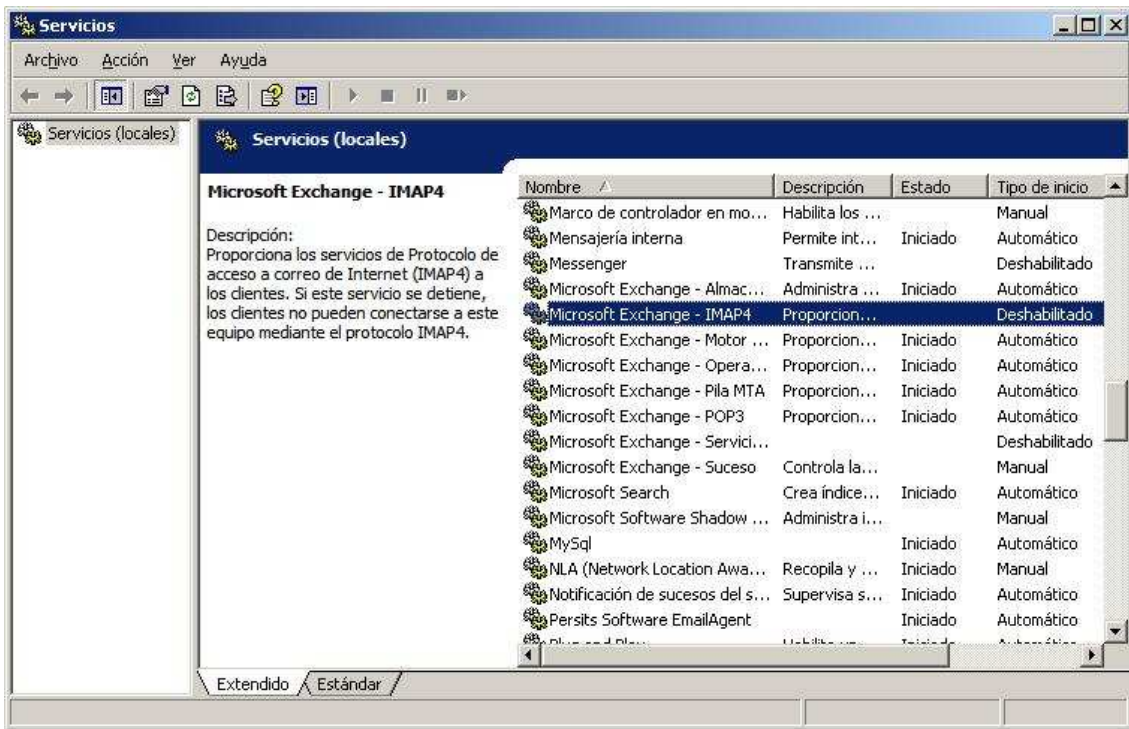 Servicios
Archivo Acción Ver Ayuda
Servicios (locales)
Servicios (locales)
Microsoft Exchange - IMAP4
Descripción:
Proporciona los servicios de Protocolo de
acceso a correo de Internet (IMAP4) a
los clientes. Si este servicio se detiene,
los clientes no pueden conectarse a este
equipo mediante el protocolo IMAP4.
Nombre Descripción Estado Tipo de inicio
Marco de controlador en mo... Habilita los ... Manual
Mensajería interna Permite int... Iniciado Automático
Messenger Transmite ... Deshabilitado
Microsoft Exchange - Almac... Administra ... Iniciado Automático
Microsoft Exchange - IMAP4 Proporcion... Deshabilitado
Microsoft Exchange - Motor ... Proporcion... Iniciado Automático
Microsoft Exchange - Opera... Proporcion... Iniciado Automático
Microsoft Exchange - Pila MTA Proporcion... Iniciado Automático
Microsoft Exchange - POP3 Proporcion... Iniciado Automático
Microsoft Exchange - Servici... Deshabilitado
Microsoft Exchange - Suceso Controla la... Manual
Microsoft Search Crea índice... Iniciado Automático
Microsoft Software Shadow ... Administra i... Manual
MySql Iniciado Automático
NLA (Network Location Awa... Recopila y ... Iniciado Manual
Notificación de sucesos del s... Supervisa s... Iniciado Automático
Persits Software EmailAgent Iniciado Automático
Extendido Estándar